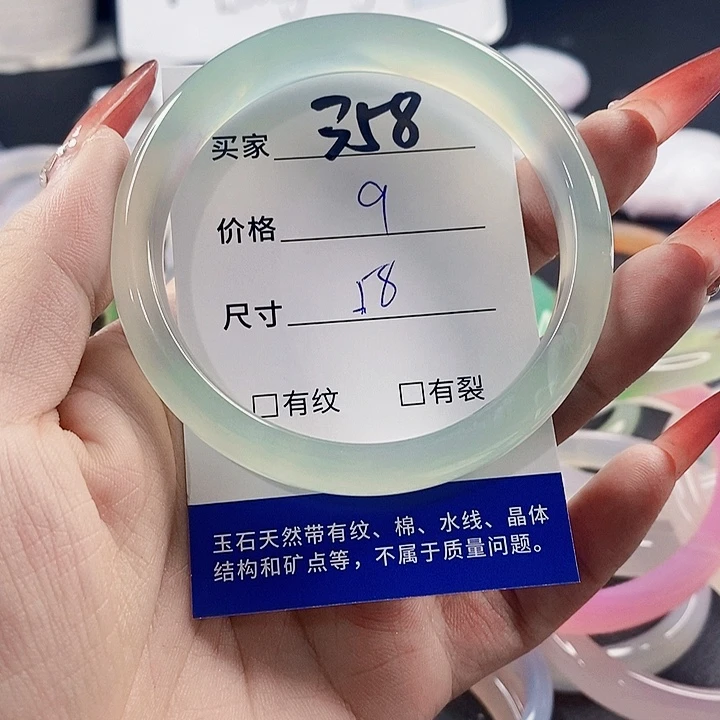 买家 358
价格 9
尺寸 58
□有纹 □有裂
玉石天然带有纹、棉、水线、晶体
结构和矿点等，不属于质量问题。